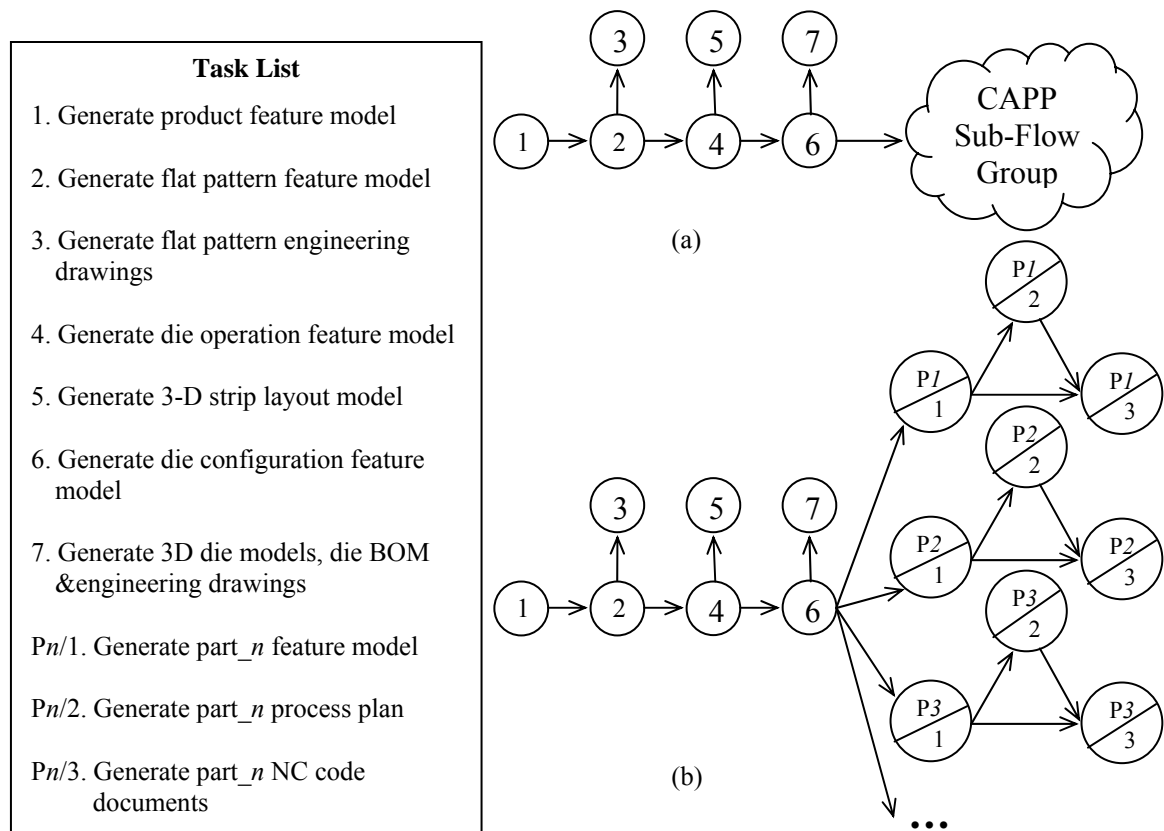 Task List
1. Generate product feature model
2. Generate flat pattern feature model
3. Generate flat pattern engineering
drawings
4. Generate die operation feature model
5. Generate 3-D strip layout model
6. Generate die configuration feature
model
7. Generate 3D die models, die BOM
&engineering drawings
Pn/1. Generate part_n feature model
Pn/2. Generate part_n process plan
Pn/3. Generate part_n NC code
documents
3 5 7
1 2 4 6
CAPP
Sub-Flow
Group
(a)
P1
2
P1
1
P1
3
P2
2
P2
1
P2
3
3 5 7
1 2 4 6
P3
2
P3
1
P3
3
(b)
...